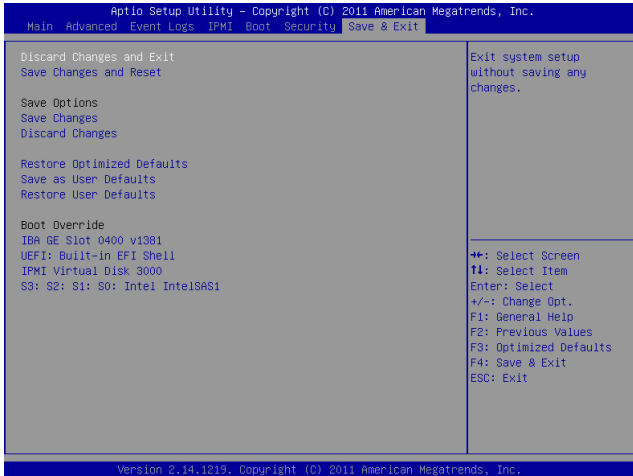 Aptio Setup Utility – Copyright (C) 2011 American Megatrends, Inc.
Main Advanced Event Logs IPMI Boot Security Save & Exit
Discard Changes and Exit
Save Changes and Reset
Save Options
Save Changes
Discard Changes
Restore Optimized Defaults
Save as User Defaults
Restore User Defaults
Boot Override
IBA GE Slot 0400 v1381
UEFI: Built-in EFI Shell
IPMI Virtual Disk 3000
S3: S2: S1: S0: Intel IntelSAS1
Exit system setup
without saving any
changes.
→←: Select Screen
↑↓: Select Item
Enter: Select
+/-: Change Opt.
F1: General Help
F2: Previous Values
F3: Optimized Defaults
F4: Save & Exit
ESC: Exit
Version 2.14.1219. Copyright (C) 2011 American Megatrends, Inc.